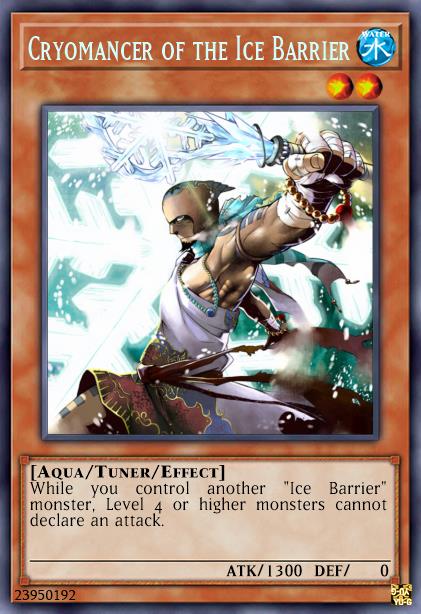 Cryomancer of the Ice Barrier
WATER
水
[Aqua/Tuner/Effect]
While you control another "Ice Barrier"
monster, Level 4 or higher monsters cannot
declare an attack.
ATK/1300 DEF/ 0
23950192